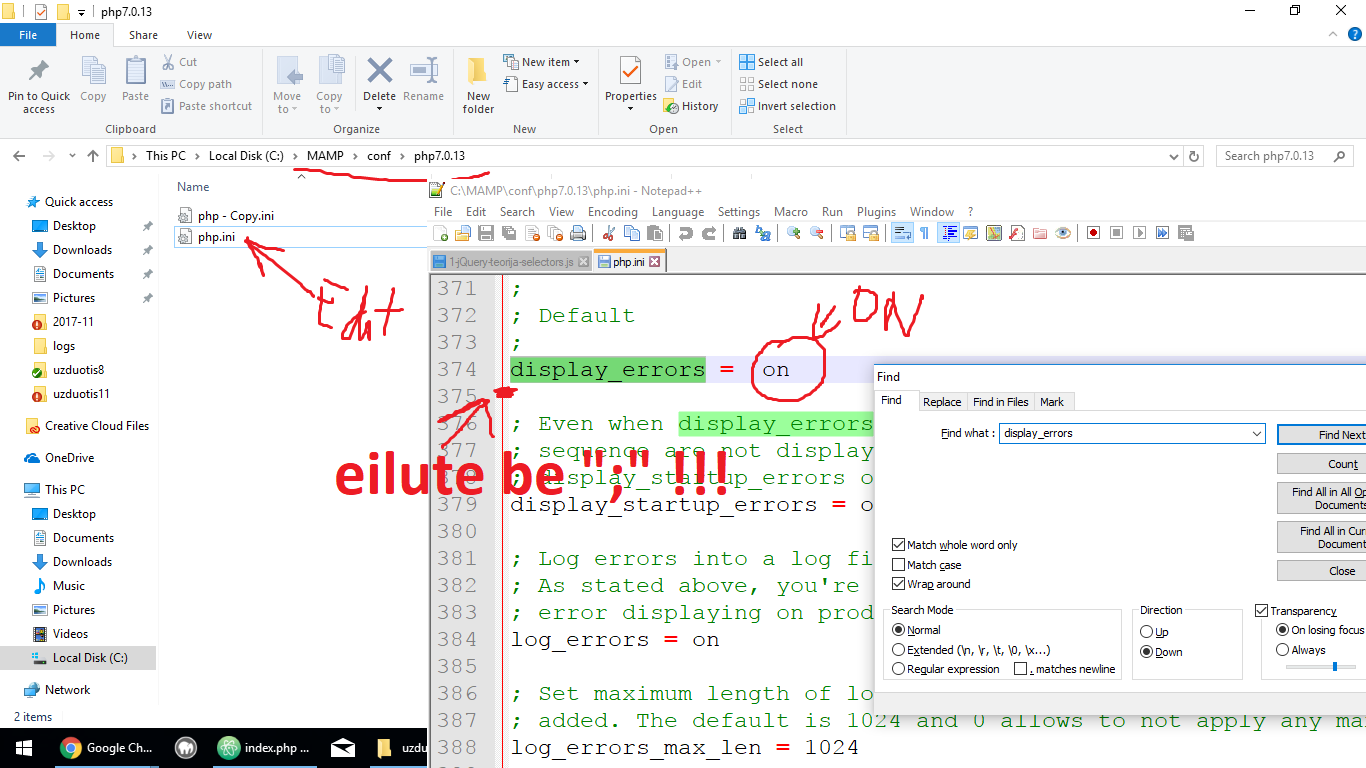 php7.0.13
File Home Share View
Pin to Quick access
Copy
Paste
Cut
Copy path
Paste shortcut
Clipboard
Move to
Copy to
Delete
Rename
Organize
New folder
New item
Easy access
New
Properties
Open
Edit
History
Open
Select all
Select none
Invert selection
Select
This PC > Local Disk (C:) > MAMP > conf > php7.0.13
Search php7.0.13
Quick access
Desktop
Downloads
Documents
Pictures
2017-11
logs
uzduotis8
uzduotis11
Creative Cloud Files
OneDrive
This PC
Desktop
Documents
Downloads
Music
Pictures
Videos
Local Disk (C:)
Network
2 items
Name
php - Copy.ini
php.ini
Edit
C:\MAMP\conf\php7.0.13\php.ini - Notepad++
File Edit Search View Encoding Language Settings Macro Run Plugins Window ?
1-jQuery-teorija-selectors.js
php.ini
371 ;
372 ; Default
373 ;
374 display_errors = on
ON
375
376 ; Even when display_errors
377 ; sequence are not display
378 ; display_startup_errors o
379 display_startup_errors = o
380
381 ; Log errors into a log fi
382 ; As stated above, you're
383 ; error displaying on prod
384 log_errors = on
385
386 ; Set maximum length of lo
387 ; added. The default is 1024 and 0 allows to not apply any ma
388 log_errors_max_len = 1024
eilute be ";" !!!
Find
Find Replace Find in Files Mark
Find what : display_errors
Find Next
Count
Find All in All Op
Documents
Find All in Curr
Document
Close
Match whole word only
Match case
Wrap around
Search Mode
Normal
Extended (\n, \r, \t, \0, \x...)
Regular expression
. matches newline
Direction
Up
Down
Transparency
On losing focus
Always
Google Ch...
index.php ...
uzdu